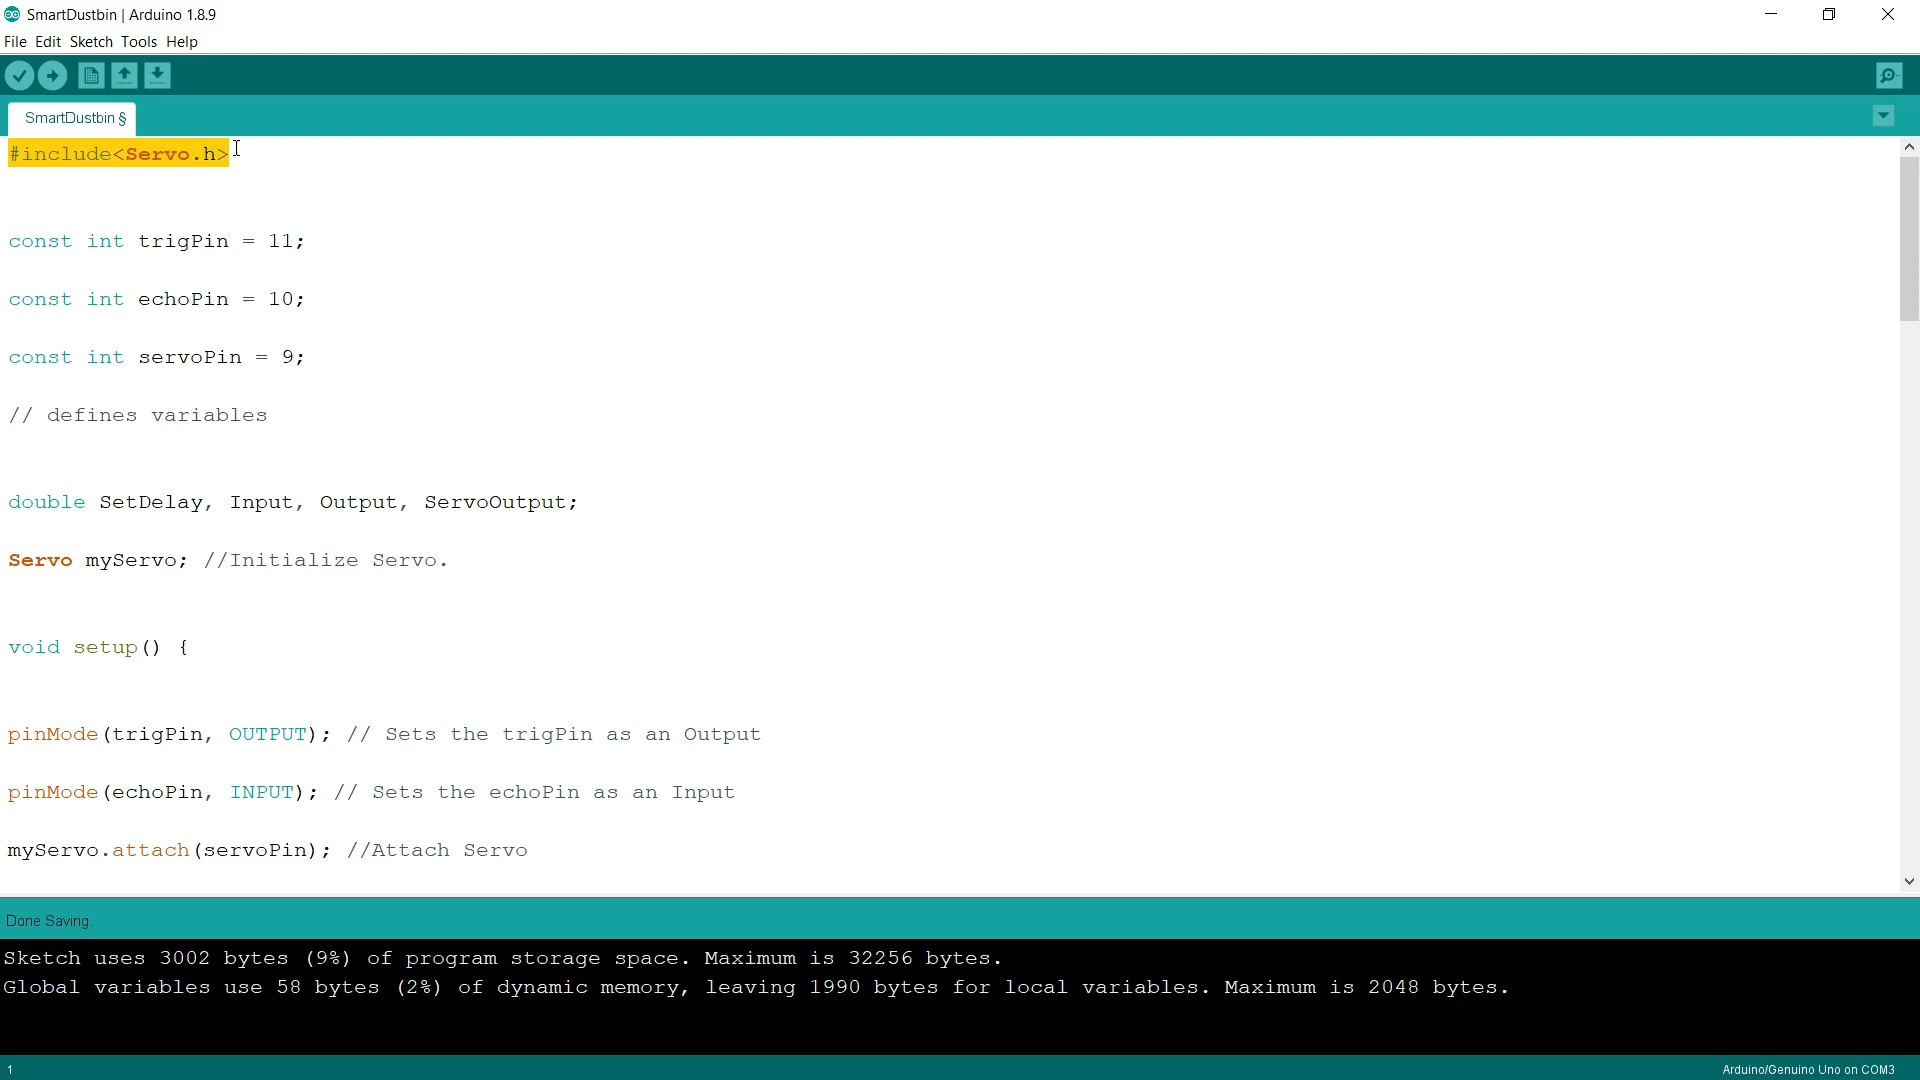 SmartDustbin | Arduino 1.8.9
File Edit Sketch Tools Help
SmartDustbin §
#include<Servo.h>
const int trigPin = 11;
const int echoPin = 10;
const int servoPin = 9;
// defines variables
double SetDelay, Input, Output, ServoOutput;
Servo myServo; //Initialize Servo.
void setup() {
pinMode(trigPin, OUTPUT); // Sets the trigPin as an Output
pinMode(echoPin, INPUT); // Sets the echoPin as an Input
myServo.attach(servoPin); //Attach Servo
Done Saving.
Sketch uses 3002 bytes (9%) of program storage space. Maximum is 32256 bytes.
Global variables use 58 bytes (2%) of dynamic memory, leaving 1990 bytes for local variables. Maximum is 2048 bytes.
1
Arduino/Genuino Uno on COM3